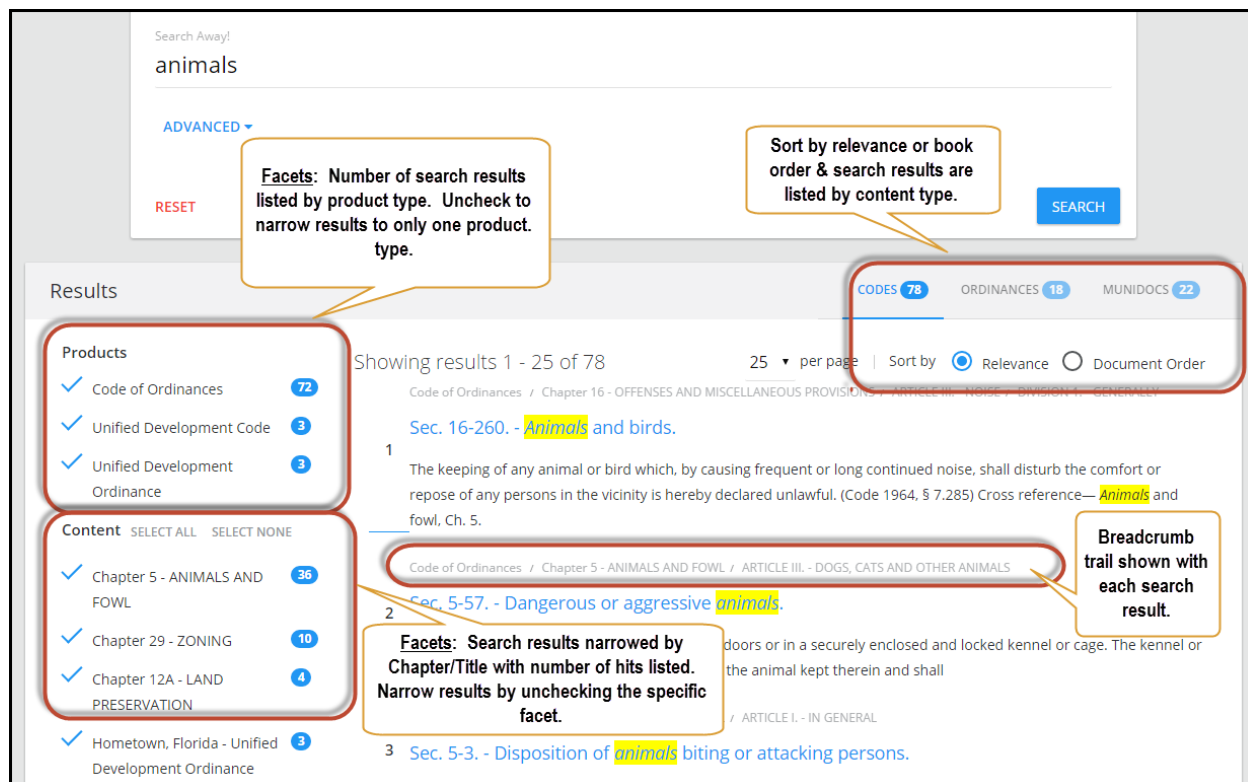 Search Away!
animals
ADVANCED
RESET
SEARCH
Facets: Number of search results
listed by product type. Uncheck to
narrow results to only one product.
type.
Sort by relevance or book
order & search results are
listed by content type.
Results
CODES 78 ORDINANCES 18 MUNIDOCS 22
Products
Code of Ordinances 72
Unified Development Code 3
Unified Development 3
Ordinance
Content SELECT ALL SELECT NONE
Chapter 5 - ANIMALS AND 36
FOWL
Chapter 29 - ZONING 10
Chapter 12A - LAND 4
PRESERVATION
Hometown, Florida - Unified 3
Development Ordinance
Showing results 1 - 25 of 78
25 per page | Sort by Relevance Document Order
Code of Ordinances / Chapter 16 - OFFENSES AND MISCELLANEOUS PROVISIONS / ARTICLE III. - NOISE / DIVISION 1. - GENERALLY
1
Sec. 16-260. - Animals and birds.
The keeping of any animal or bird which, by causing frequent or long continued noise, shall disturb the comfort or
repose of any persons in the vicinity is hereby declared unlawful. (Code 1964, § 7.285) Cross reference— Animals and
fowl, Ch. 5.
Code of Ordinances / Chapter 5 - ANIMALS AND FOWL / ARTICLE III. - DOGS, CATS AND OTHER ANIMALS
2
Sec. 5-57. - Dangerous or aggressive animals.
doors or in a securely enclosed and locked kennel or cage. The kennel or
the animal kept therein and shall
/ ARTICLE I. - IN GENERAL
3
Sec. 5-3. - Disposition of animals biting or attacking persons.
Breadcrumb
trail shown with
each search
result.
Facets: Search results narrowed by
Chapter/Title with number of hits listed.
Narrow results by unchecking the specific
facet.